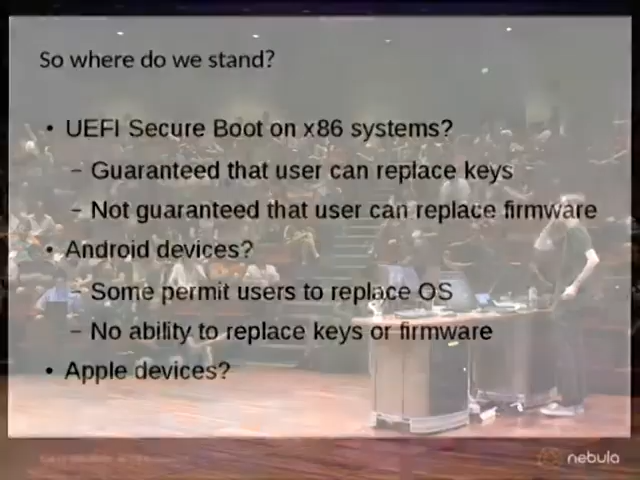 So where do we stand?
• UEFI Secure Boot on x86 systems?
– Guaranteed that user can replace keys
– Not guaranteed that user can replace firmware
• Android devices?
– Some permit users to replace OS
– No ability to replace keys or firmware
• Apple devices?
nebula